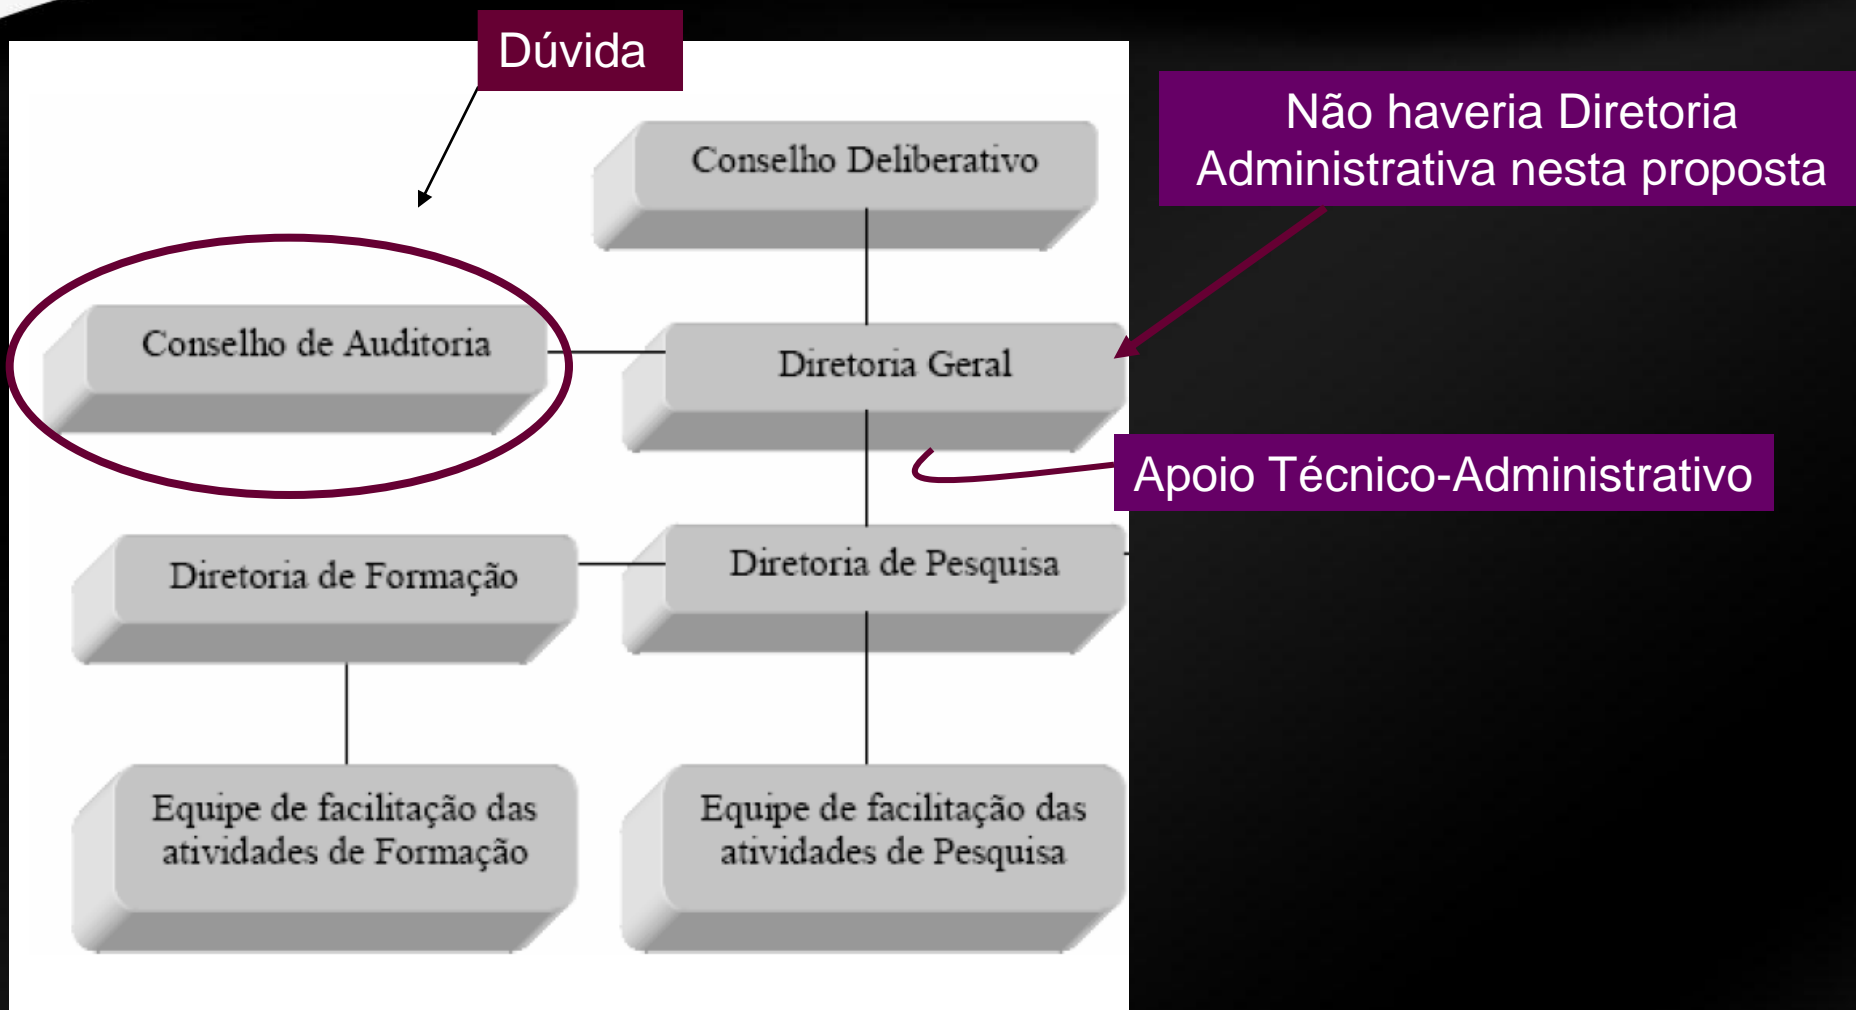 Dúvida
Não haveria Diretoria
Administrativa nesta proposta
Conselho Deliberativo
Conselho de Auditoria
Diretoria Geral
Apoio Técnico-Administrativo
Diretoria de Formação
Diretoria de Pesquisa
Equipe de facilitação das
atividades de Formação
Equipe de facilitação das
atividades de Pesquisa